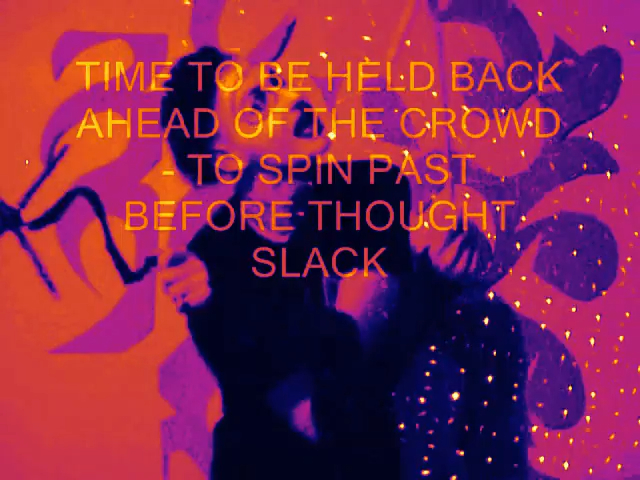 TIME TO BE HELD BACK
AHEAD OF THE CROWD
- TO SPIN PAST
BEFORE THOUGHT
SLACK